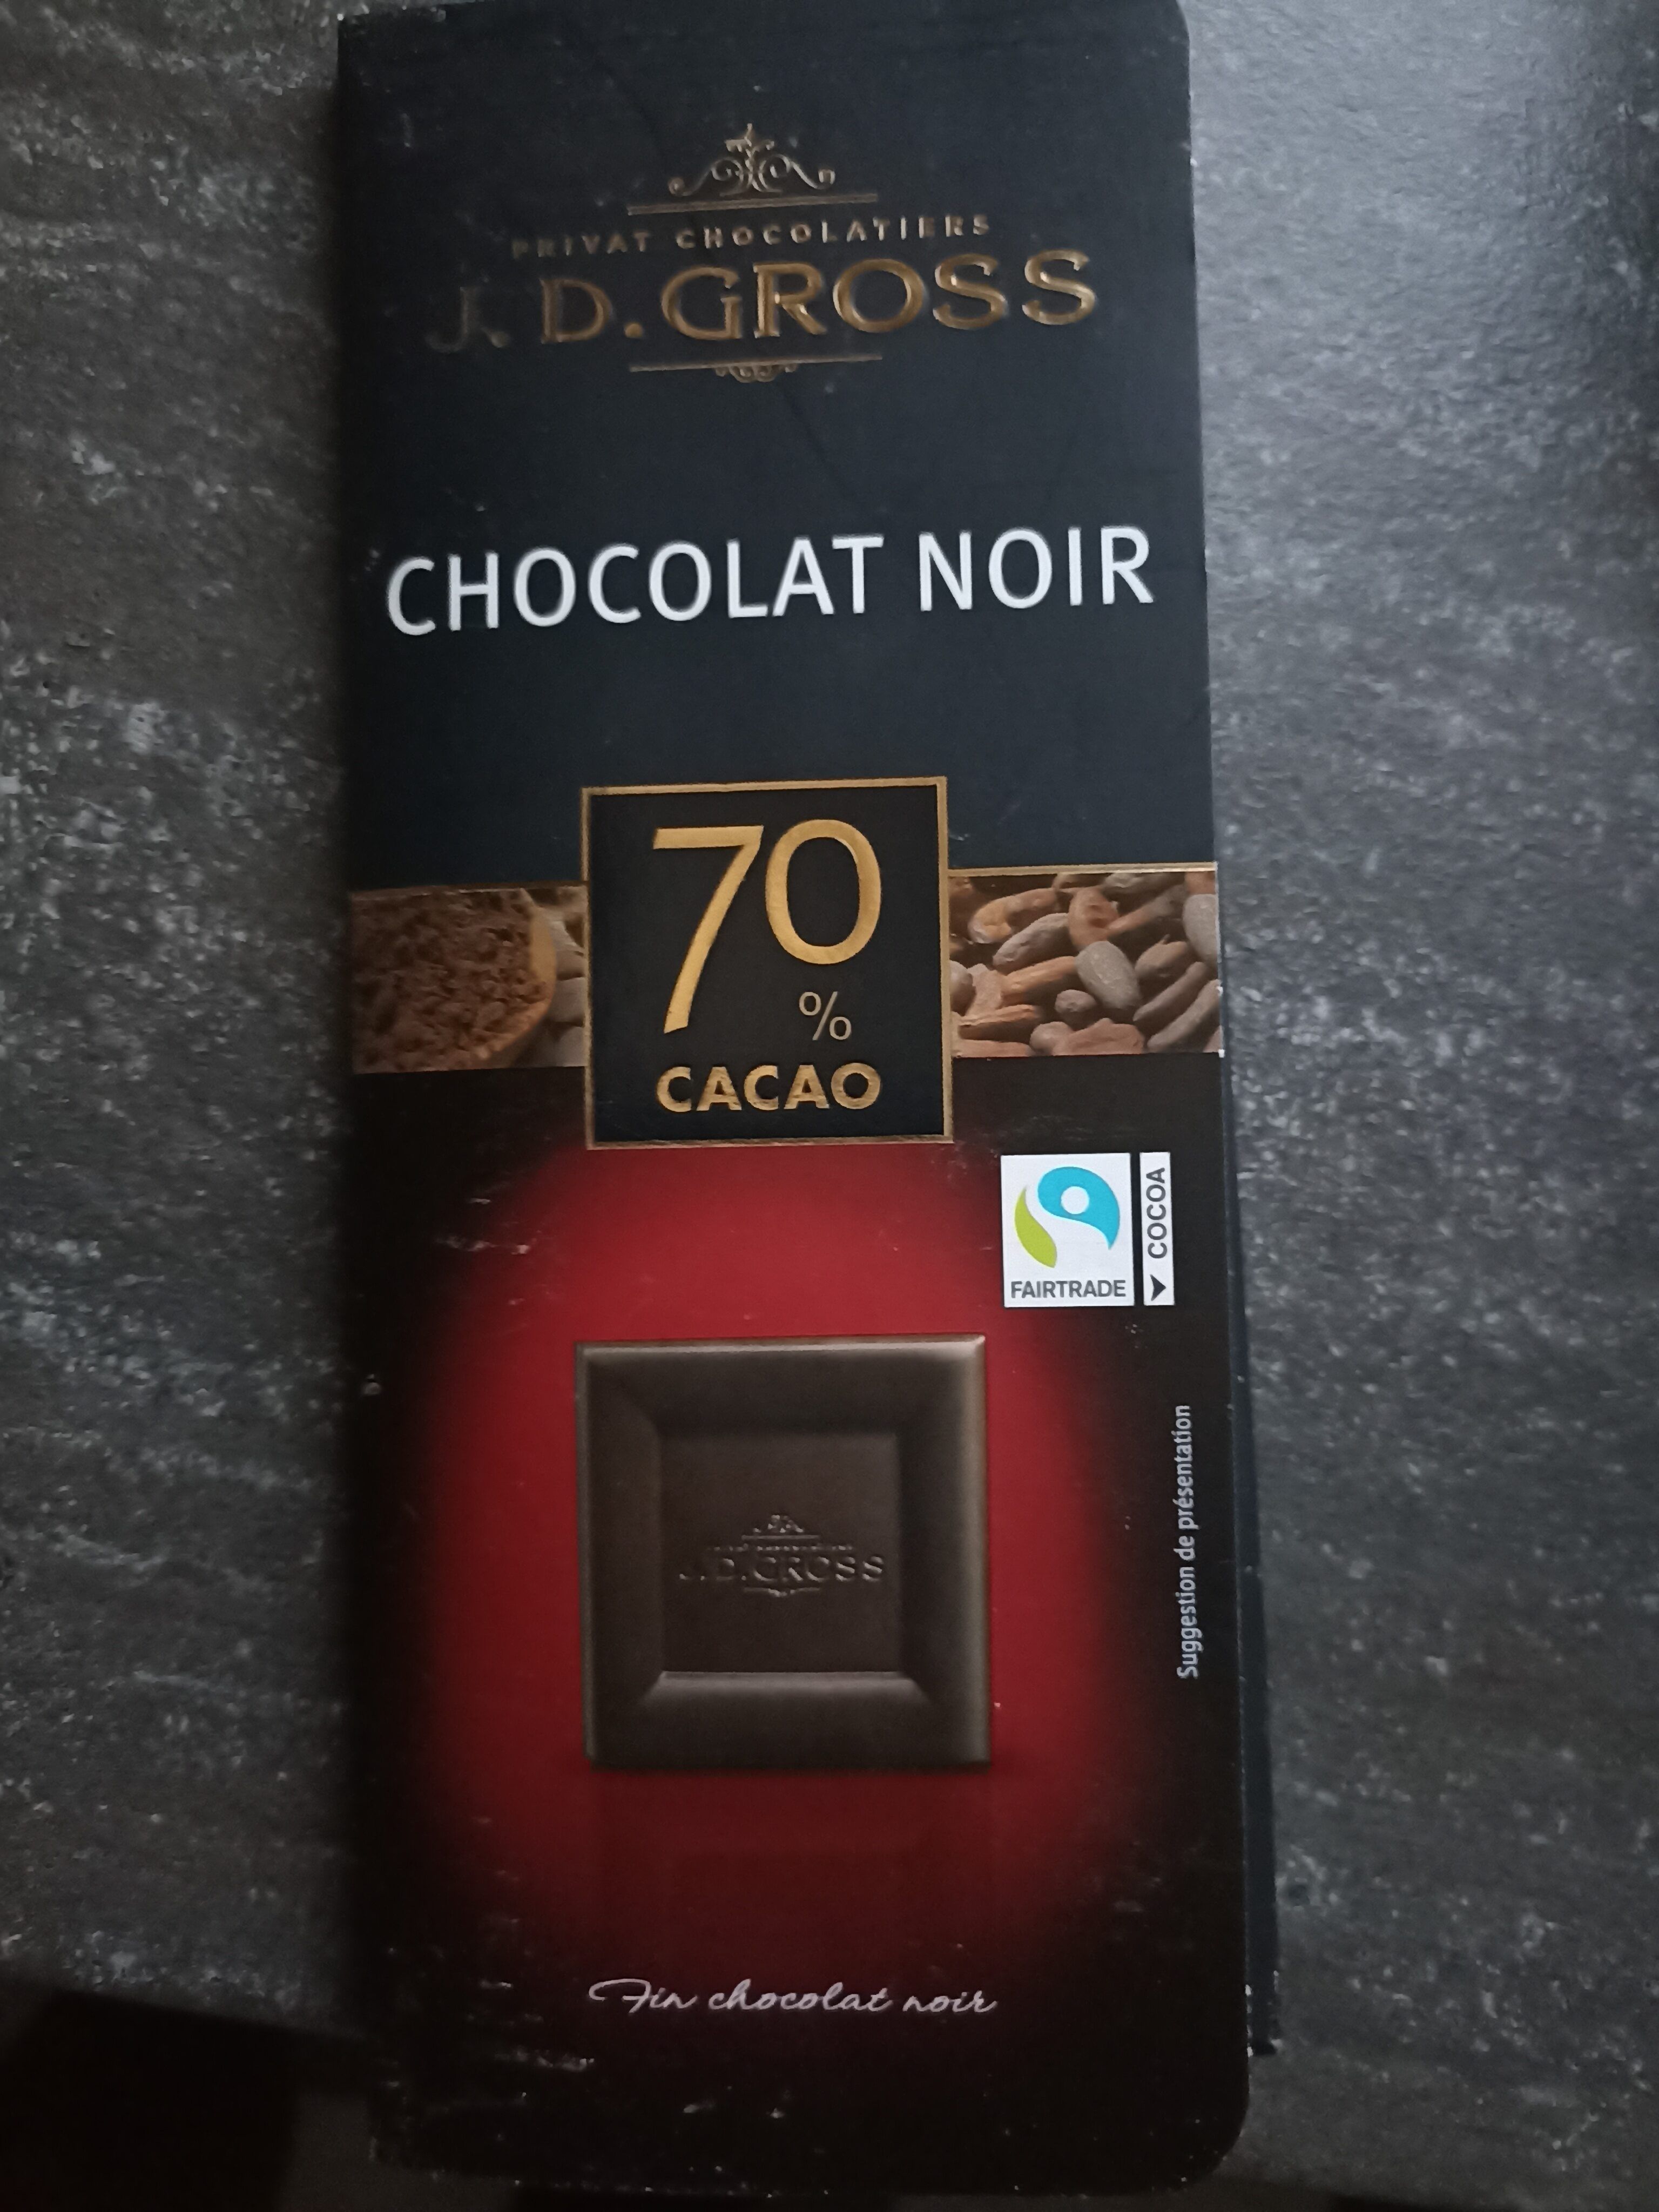 PRIVAT CHOCOLATIERS
J. D. GROSS
CHOCOLAT NOIR
70
%
CACAO
FAIRTRADE
COCOA
J.D.GROSS
Suggestion de présentation
Fin chocolat noir